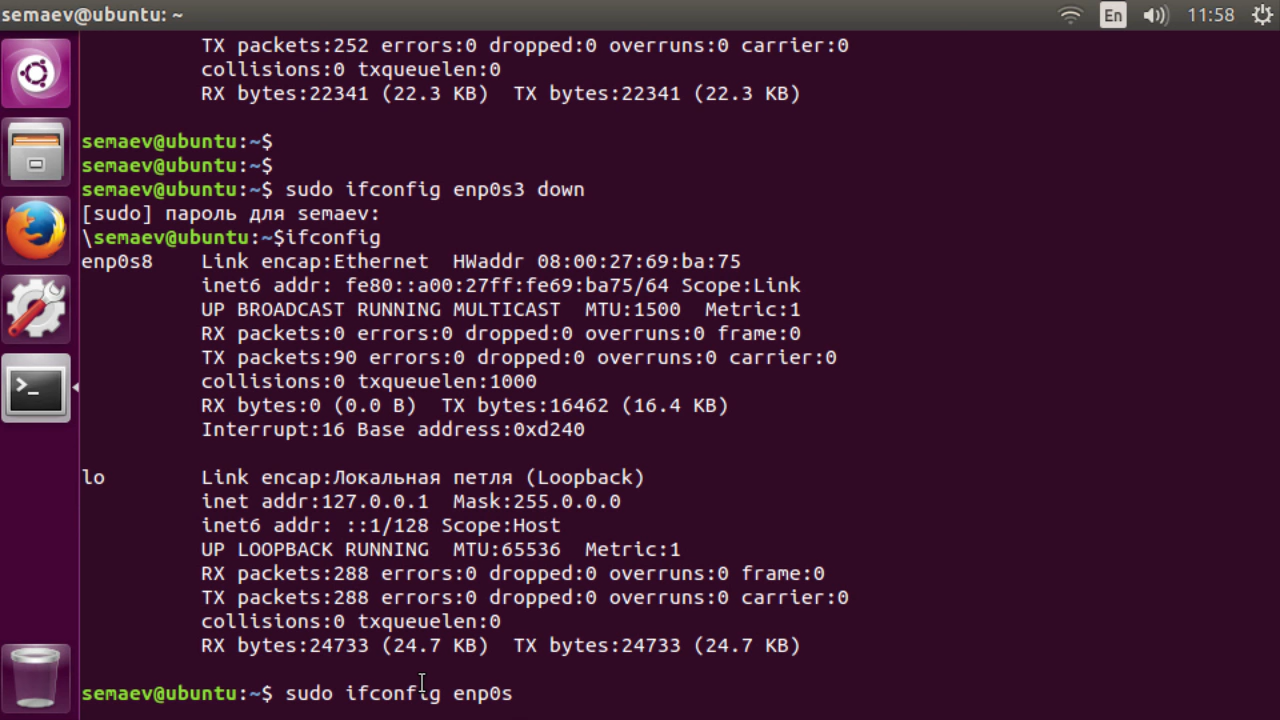 semaev@ubuntu: ~
En
11:58
TX packets:252 errors:0 dropped:0 overruns:0 carrier:0
collisions:0 txqueuelen:0
RX bytes:22341 (22.3 KB)  TX bytes:22341 (22.3 KB)
semaev@ubuntu:~$
semaev@ubuntu:~$
semaev@ubuntu:~$ sudo ifconfig enp0s3 down
[sudo] пароль для semaev:
\semaev@ubuntu:~$ifconfig
enp0s8    Link encap:Ethernet  HWaddr 08:00:27:69:ba:75
inet6 addr: fe80::a00:27ff:fe69:ba75/64 Scope:Link
UP BROADCAST RUNNING MULTICAST  MTU:1500  Metric:1
RX packets:0 errors:0 dropped:0 overruns:0 frame:0
TX packets:90 errors:0 dropped:0 overruns:0 carrier:0
collisions:0 txqueuelen:1000
RX bytes:0 (0.0 B)  TX bytes:16462 (16.4 KB)
Interrupt:16 Base address:0xd240
lo        Link encap:Локальная петля (Loopback)
inet addr:127.0.0.1  Mask:255.0.0.0
inet6 addr: ::1/128 Scope:Host
UP LOOPBACK RUNNING  MTU:65536  Metric:1
RX packets:288 errors:0 dropped:0 overruns:0 frame:0
TX packets:288 errors:0 dropped:0 overruns:0 carrier:0
collisions:0 txqueuelen:0
RX bytes:24733 (24.7 KB)  TX bytes:24733 (24.7 KB)
semaev@ubuntu:~$ sudo ifconfig enp0s